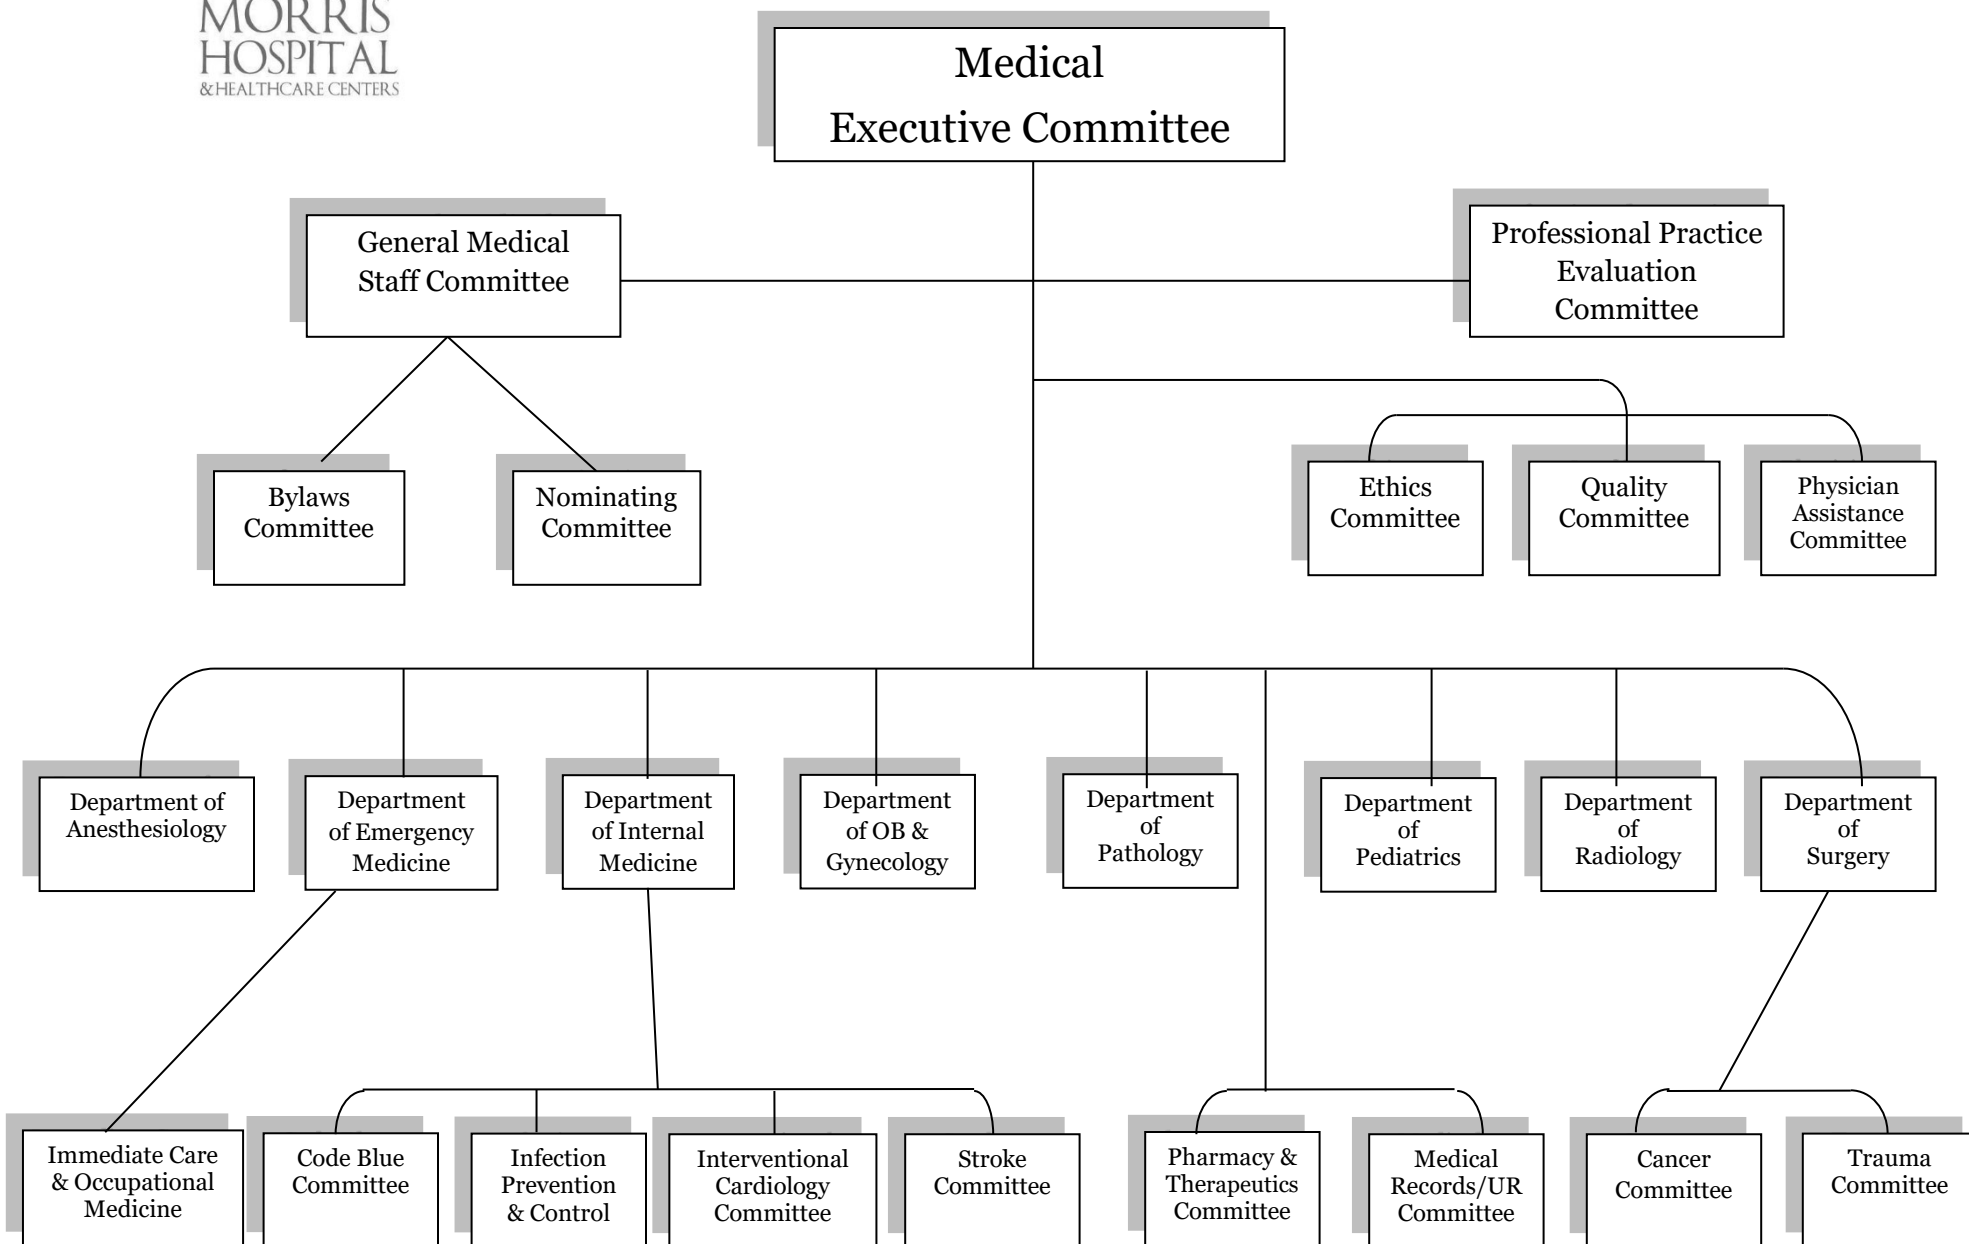 MORRIS
HOSPITAL
& HEALTHCARE CENTERS
Medical
Executive Committee
General Medical
Staff Committee
Professional Practice
Evaluation
Committee
Bylaws
Committee
Nominating
Committee
Ethics
Committee
Quality
Committee
Physician
Assistance
Committee
Department of
Anesthesiology
Department
of Emergency
Medicine
Department
of Internal
Medicine
Department
of OB &
Gynecology
Department
of
Pathology
Department
of
Pediatrics
Department
of
Radiology
Department
of
Surgery
Immediate Care
& Occupational
Medicine
Code Blue
Committee
Infection
Prevention
& Control
Interventional
Cardiology
Committee
Stroke
Committee
Pharmacy &
Therapeutics
Committee
Medical
Records/UR
Committee
Cancer
Committee
Trauma
Committee